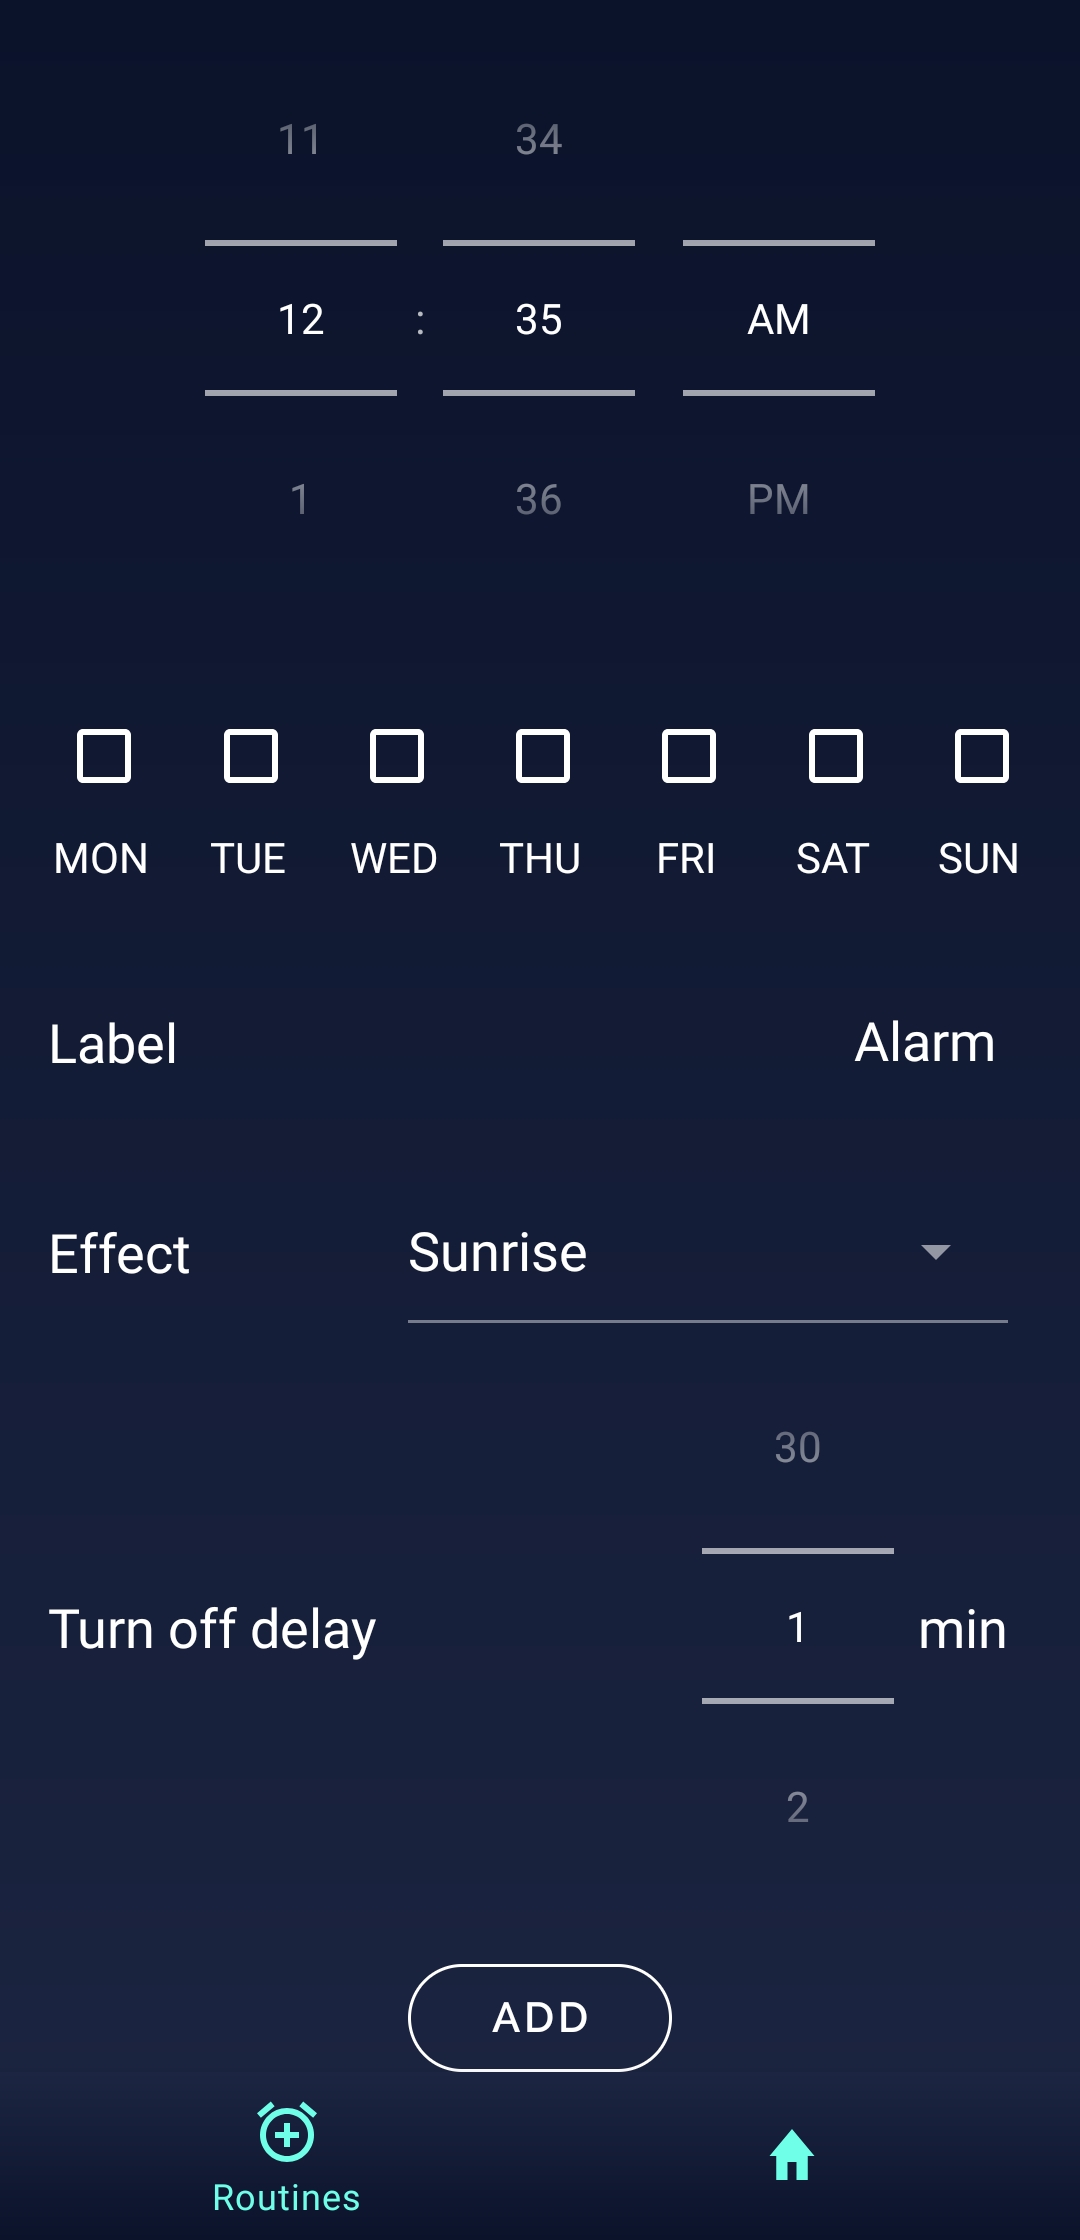 11 34
12 : 35 AM
1 36 PM
MON TUE WED THU FRI SAT SUN
Label Alarm
Effect Sunrise
30
Turn off delay 1 min
2
ADD
Routines